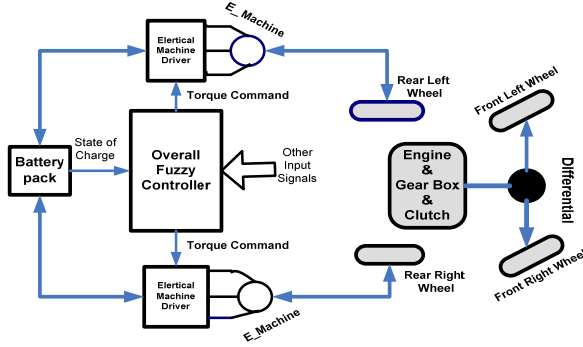 E_ Machine
Elertical
Machine
Driver
Torque Command
Rear Left
Wheel
Front Left Wheel
State of
Charge
Battery
pack
Overall
Fuzzy
Controller
Other
Input
Signals
Engine
&
Gear Box
&
Clutch
Differential
Torque Command
Elertical
Machine
Driver
E_Machine
Rear Right
Wheel
Front Right Wheel